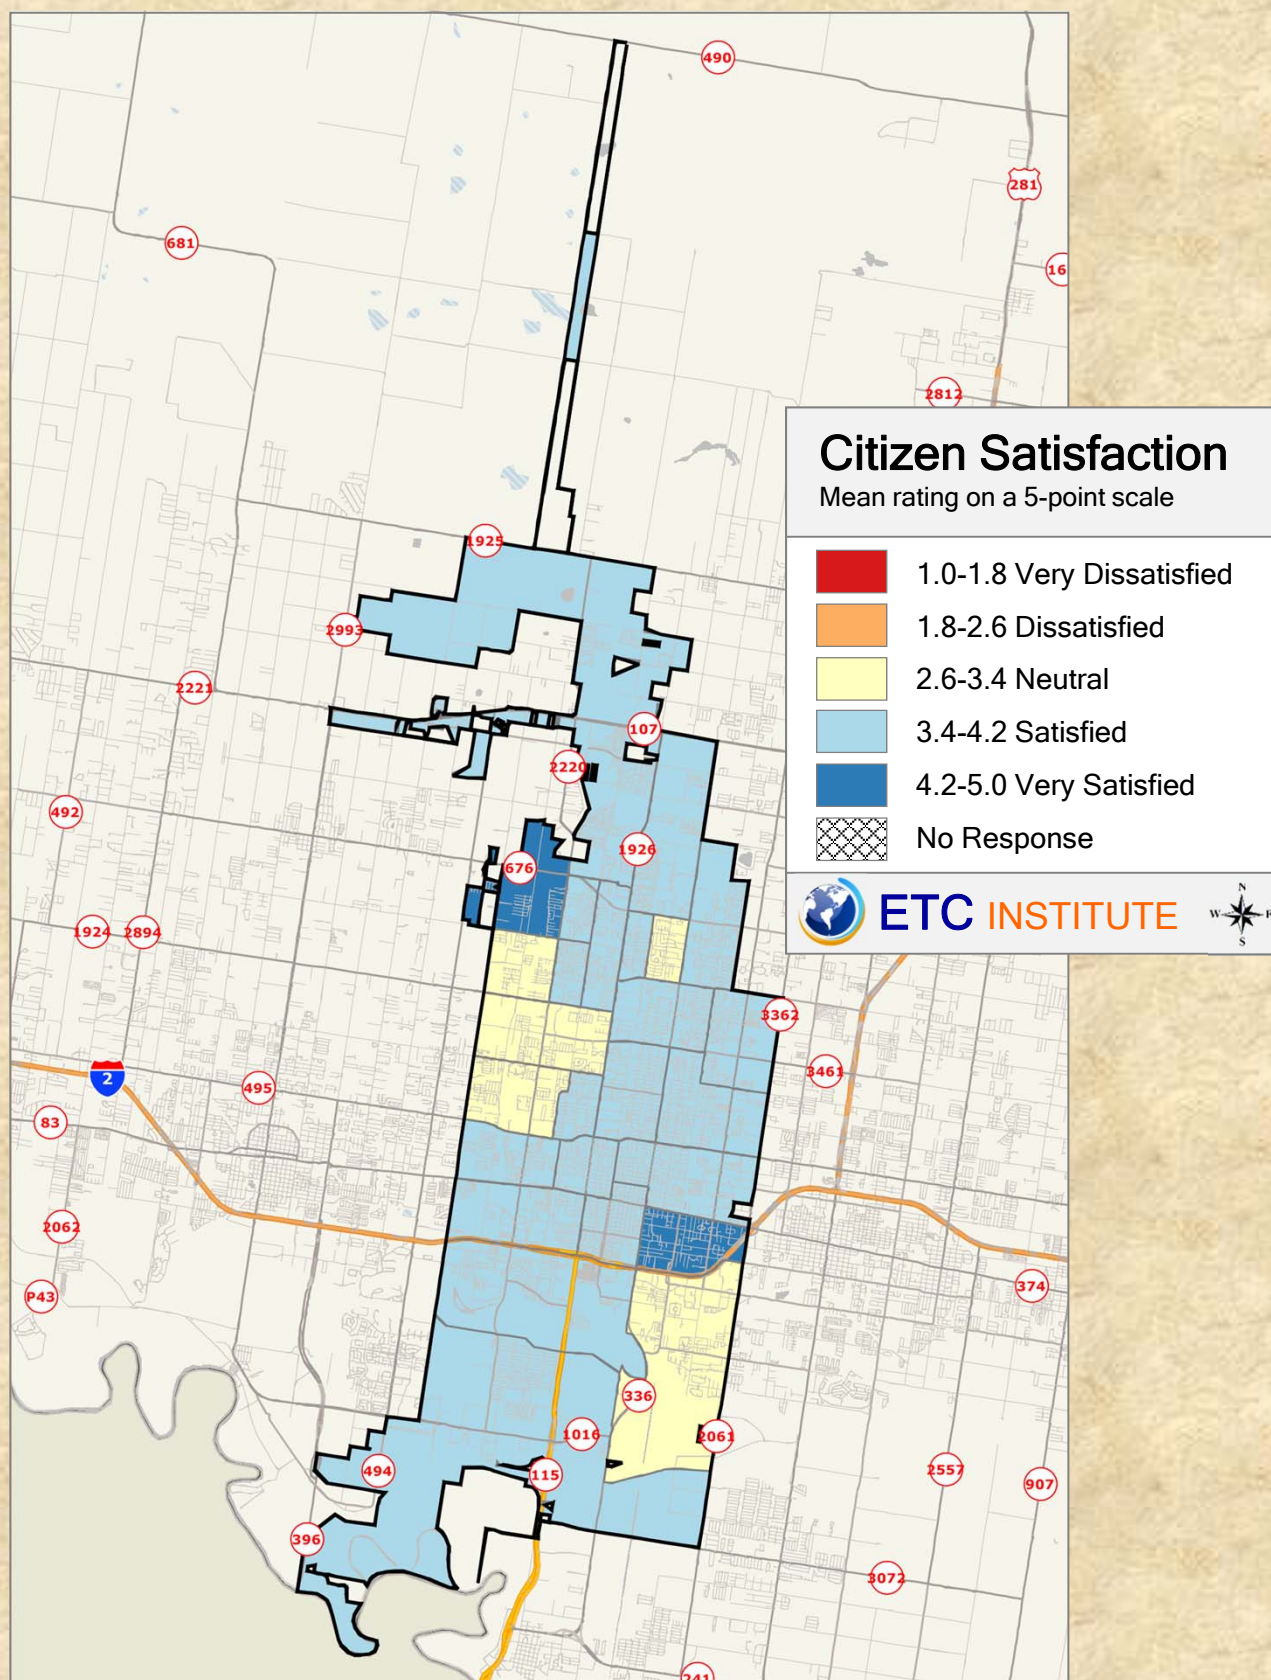 490
281
681
16
2812
Citizen Satisfaction
Mean rating on a 5-point scale
1.0-1.8 Very Dissatisfied
1.8-2.6 Dissatisfied
2.6-3.4 Neutral
3.4-4.2 Satisfied
4.2-5.0 Very Satisfied
No Response
ETC INSTITUTE
N
W
E
S
1925
2993
2221
107
2220
492
1926
676
1924
2894
3362
2
3461
495
83
2062
P43
374
336
1016
2061
494
115
2557
907
396
3072
241